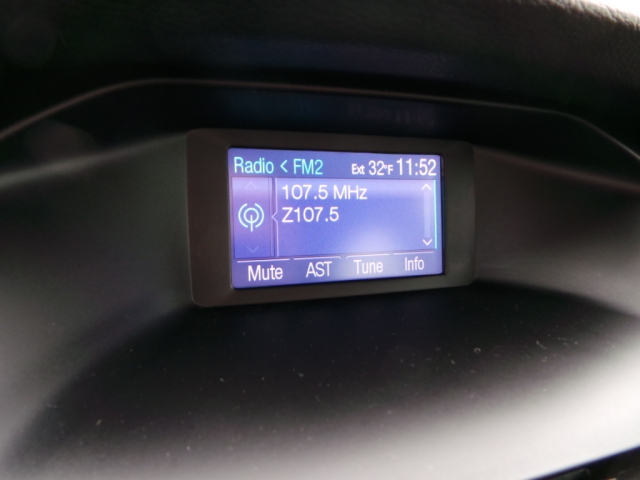 Radio < FM2 Ext 32°F 11:52
107.5 MHz
Z107.5
Mute AST Tune Info